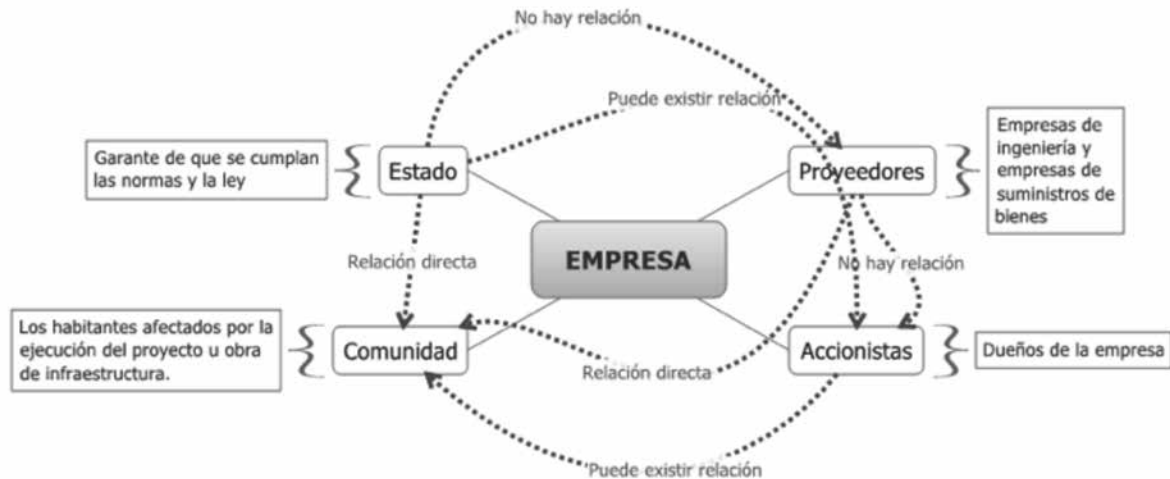 No hay relación
Puede existir relación
Garante de que se cumplan
las normas y la ley
Estado
Proveedores
Empresas de
ingeniería y
empresas de
suministros de
bienes
EMPRESA
Relación directa
No hay relación
Los habitantes afectados por la
ejecución del proyecto u obra
de infraestructura.
Comunidad
Relación directa
Accionistas
Dueños de la empresa
Puede existir relación